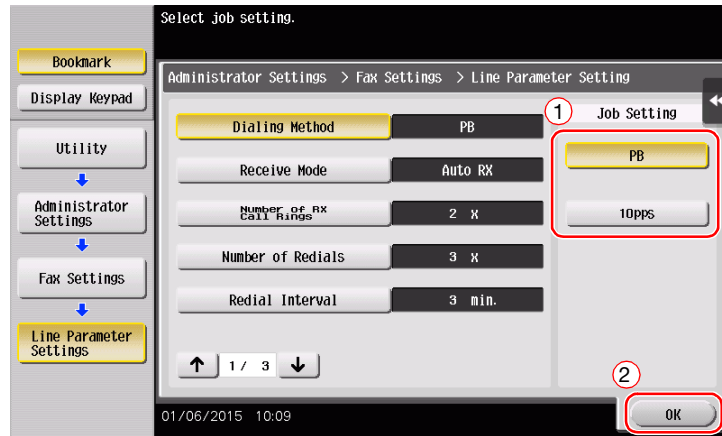 Select job setting.
Bookmark
Display Keypad
Utility
Administrator
Settings
Fax Settings
Line Parameter
Settings
Administrator Settings > Fax Settings > Line Parameter Setting
Dialing Method
PB
Receive Mode
Auto RX
Number of RX
Call Rings
2 X
Number of Redials
3 X
Redial Interval
3 min.
↑ 1/ 3 ↓
1
Job Setting
PB
10pps
2
OK
01/06/2015 10:09